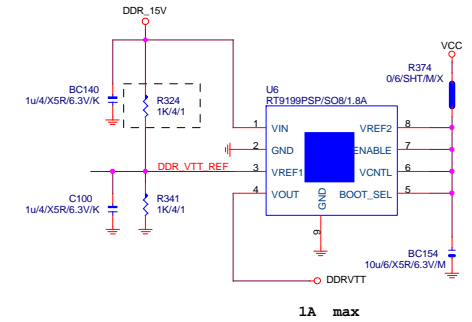 DDR_15V
VCC
R374
0/6/SHT/M/X
BC140
1u/4/X5R/6.3V/K
R324
1K/4/1
U6
RT9199PSP/SO8/1.8A
1 VIN VREF2 8
2 GND ENABLE 7
DDR_VTT_REF 3 VREF1 VCNTL 6
4 VOUT BOOT_SEL 5
GND
9
C100
1u/4/X5R/6.3V/K
R341
1K/4/1
BC154
10u/6/X5R/6.3V/M
DDRVTT
1A max